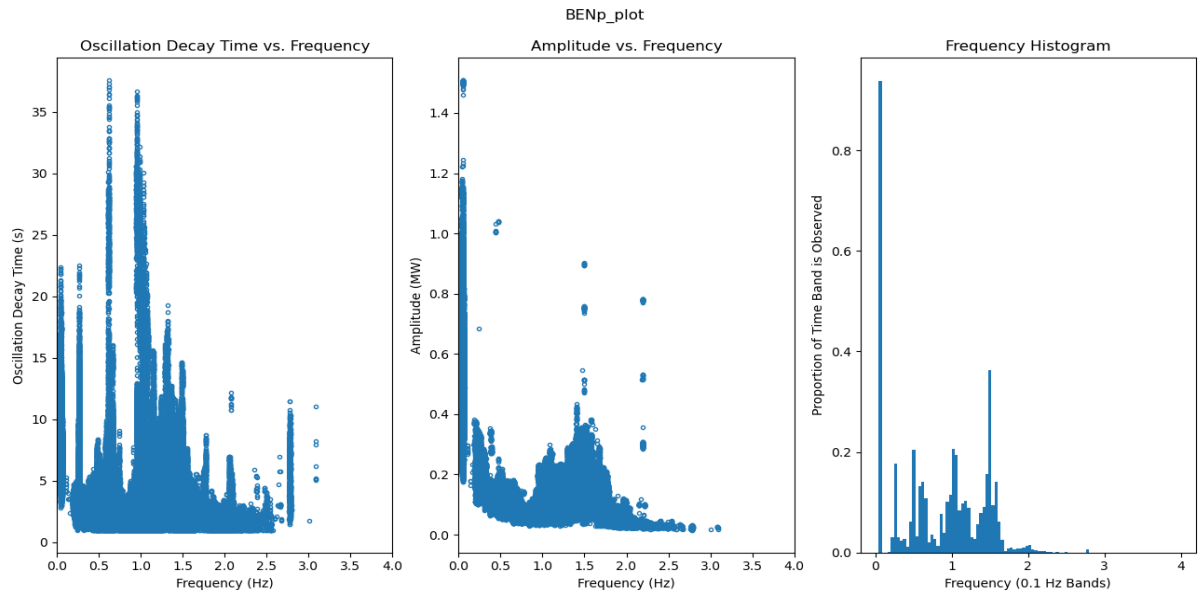 BENp_plot
Oscillation Decay Time vs. Frequency
Amplitude vs. Frequency
Frequency Histogram
Oscillation Decay Time (s)
35
30
25
20
15
10
5
0
0.0 0.5 1.0 1.5 2.0 2.5 3.0 3.5 4.0
Frequency (Hz)
Amplitude (MW)
1.4
1.2
1.0
0.8
0.6
0.4
0.2
0.0
0.0 0.5 1.0 1.5 2.0 2.5 3.0 3.5 4.0
Frequency (Hz)
Proportion of Time Band is Observed
0.8
0.6
0.4
0.2
0.0
0 1 2 3 4
Frequency (0.1 Hz Bands)